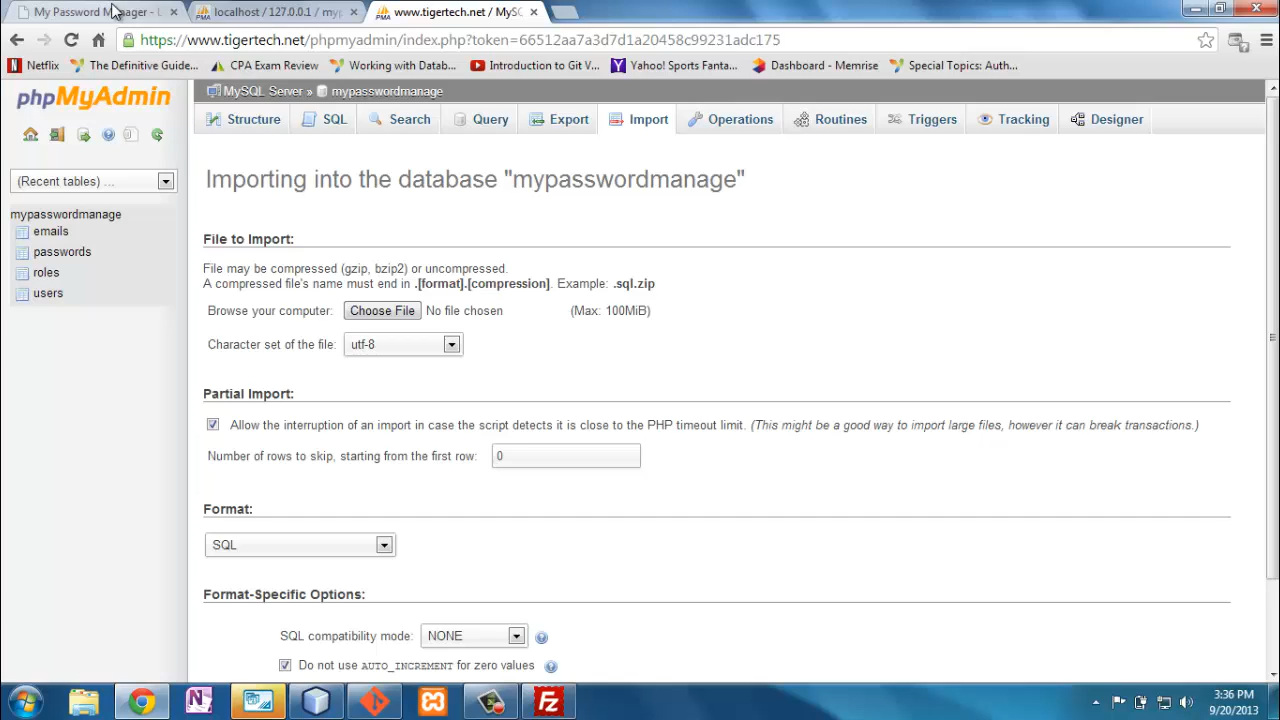 My Password Manager - L
localhost / 127.0.0.1 / myp
www.tigertech.net / MySC
https://www.tigertech.net/phpmyadmin/index.php?token=66512aa7a3d7d1a20458c99231adc175
Netflix
The Definitive Guide...
CPA Exam Review
Working with Datab...
Introduction to Git V...
Yahoo! Sports Fanta...
Dashboard - Memrise
Special Topics: Auth...
phpMyAdmin
MySQL Server » mypasswordmanage
Structure
SQL
Search
Query
Export
Import
Operations
Routines
Triggers
Tracking
Designer
(Recent tables) ...
mypasswordmanage
emails
passwords
roles
users
Importing into the database "mypasswordmanage"
File to Import:
File may be compressed (gzip, bzip2) or uncompressed.
A compressed file's name must end in .[format].[compression]. Example: .sql.zip
Browse your computer: Choose File No file chosen (Max: 100MiB)
Character set of the file: utf-8
Partial Import:
Allow the interruption of an import in case the script detects it is close to the PHP timeout limit. (This might be a good way to import large files, however it can break transactions.)
Number of rows to skip, starting from the first row: 0
Format:
SQL
Format-Specific Options:
SQL compatibility mode: NONE
Do not use AUTO_INCREMENT for zero values
3:36 PM
9/20/2013